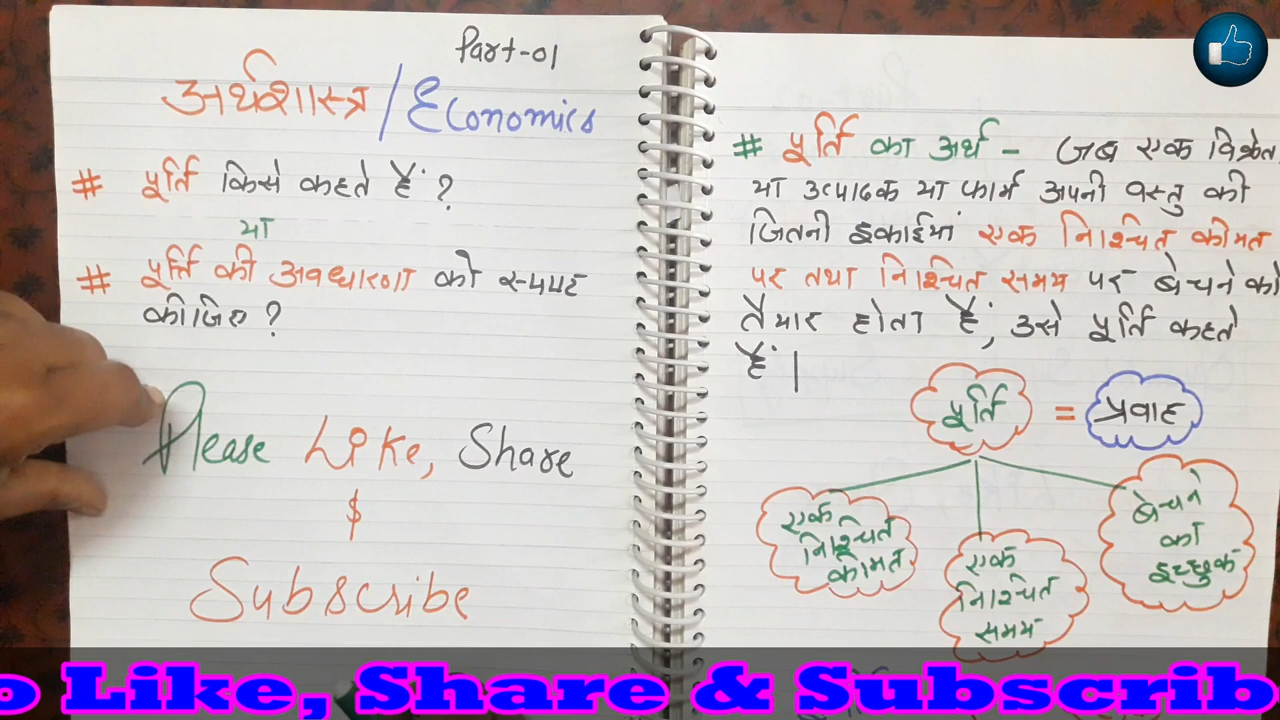 Part-01
अर्थशास्त्र / Economics
# पूर्ति किसे कहते हैं ?
या
# पूर्ति की अवधारणा को स्पष्ट
कीजिए ?
Please Like, Share
$
Subscribe
# पूर्ति का अर्थ - जब एक विक्रेता
या उत्पादक या फार्म अपनी वस्तु की
जितनी इकाईयां एक निश्चित कीमत
पर तथा निश्चित समय पर बेचने को
तैयार होता है, उसे पूर्ति कहते
हैं |
पूर्ति = प्रवाह
एक
निश्चित
कीमत
एक
निश्चित
समय
बेचने
का
इच्छुक
o Like, Share & Subscrib